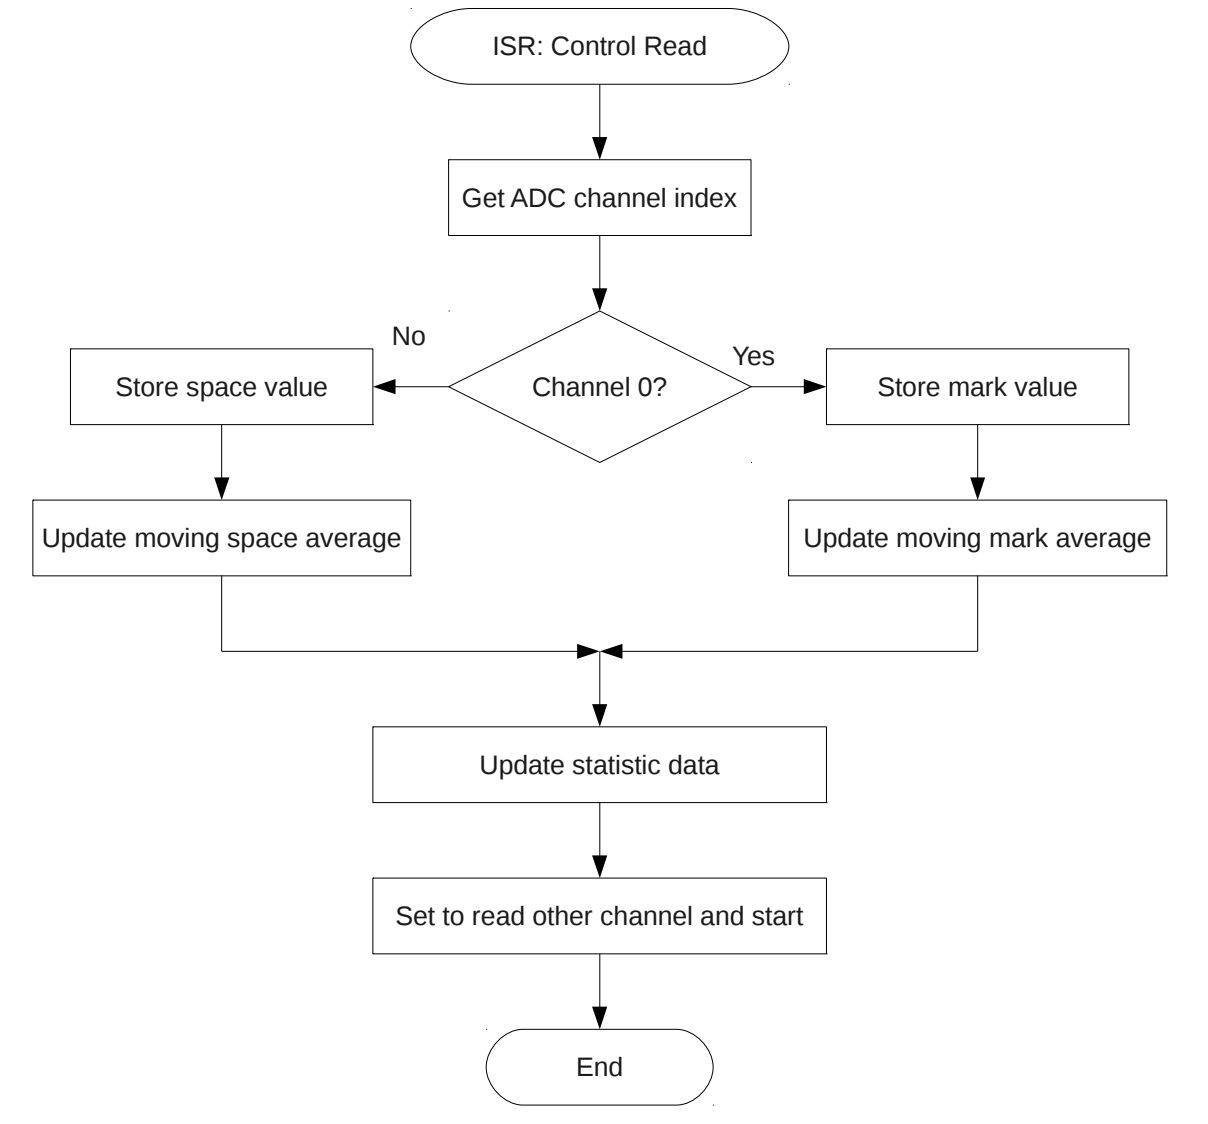 ISR: Control Read
Get ADC channel index
No
Yes
Store space value
Channel 0?
Store mark value
Update moving space average
Update moving mark average
Update statistic data
Set to read other channel and start
End